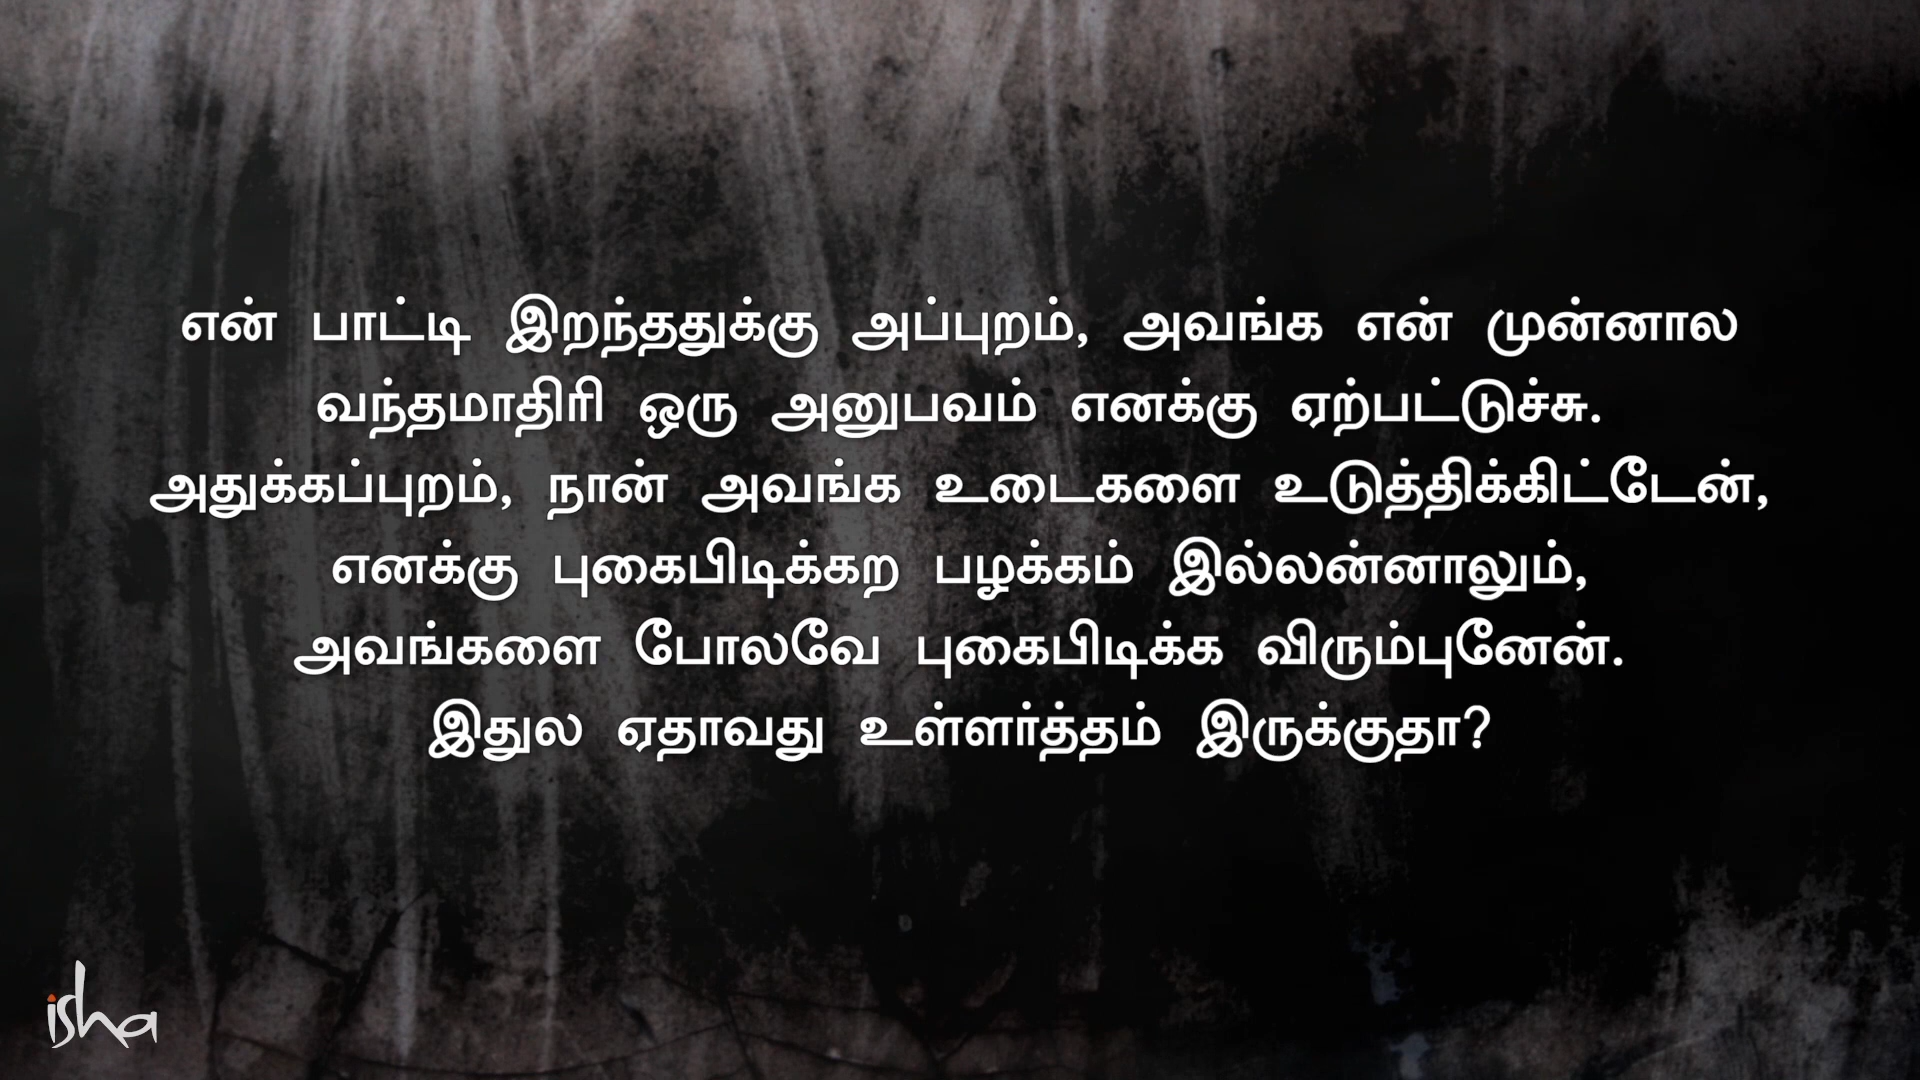 என் பாட்டி இறந்ததுக்கு அப்புறம், அவங்க என் முன்னால
வந்தமாதிரி ஒரு அனுபவம் எனக்கு ஏற்பட்டுச்சு.
அதுக்கப்புறம், நான் அவங்க உடைகளை உடுத்திக்கிட்டேன்,
எனக்கு புகைபிடிக்கற பழக்கம் இல்லன்னாலும்,
அவங்களை போலவே புகைபிடிக்க விரும்புனேன்.
இதுல ஏதாவது உள்ளர்த்தம் இருக்குதா?
isha